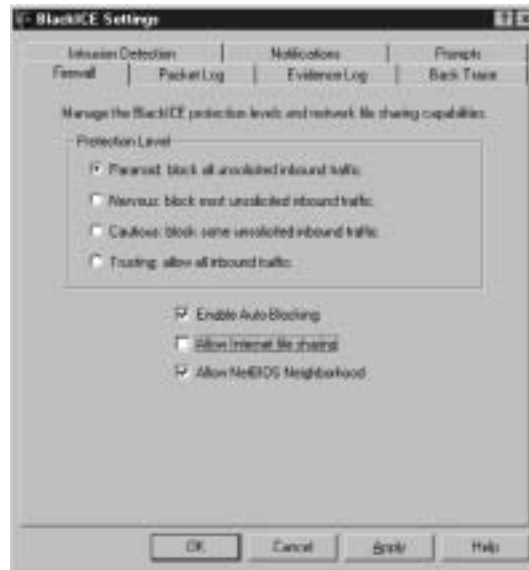 BlackICE Settings
Intrusion Detection Notifications Prompts
Firewall Packet Log Evidence Log Back Trace
Manage the BlackICE protection levels and network file sharing capabilities.
Protection Level
Paranoid: block all unsolicited inbound traffic.
Nervous: block most unsolicited inbound traffic.
Cautious: block some unsolicited inbound traffic.
Trusting: allow all inbound traffic.
Enable Auto-Blocking
Allow Internet file sharing
Allow NetBIOS Neighborhood
OK Cancel Apply Help